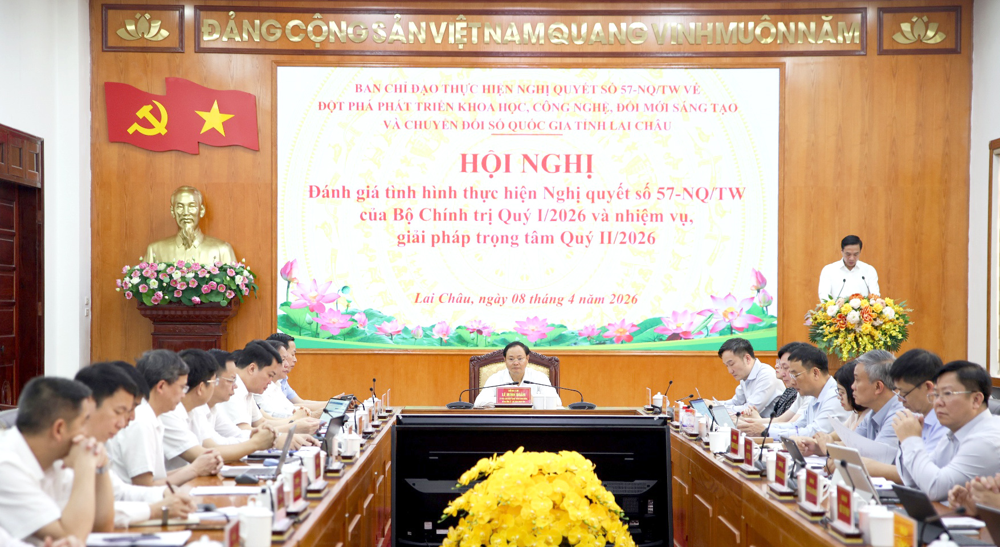 ĐẢNG CỘNG SẢN VIỆT NAM QUANG VINH MUÔN NĂM
BAN CHỈ ĐẠO THỰC HIỆN NGHỊ QUYẾT SỐ 57-NQ/TW VỀ
ĐỘT PHÁ PHÁT TRIỂN KHOA HỌC, CÔNG NGHỆ, ĐỔI MỚI SÁNG TẠO
VÀ CHUYỂN ĐỔI SỐ QUỐC GIA TỈNH LAI CHÂU
HỘI NGHỊ
Đánh giá tình hình thực hiện Nghị quyết số 57-NQ/TW
của Bộ Chính trị Quý I/2026 và nhiệm vụ,
giải pháp trọng tâm Quý II/2026
Lai Châu, ngày 08 tháng 4 năm 2026
ĐỒNG CHÍ
LÊ MINH NGÂN